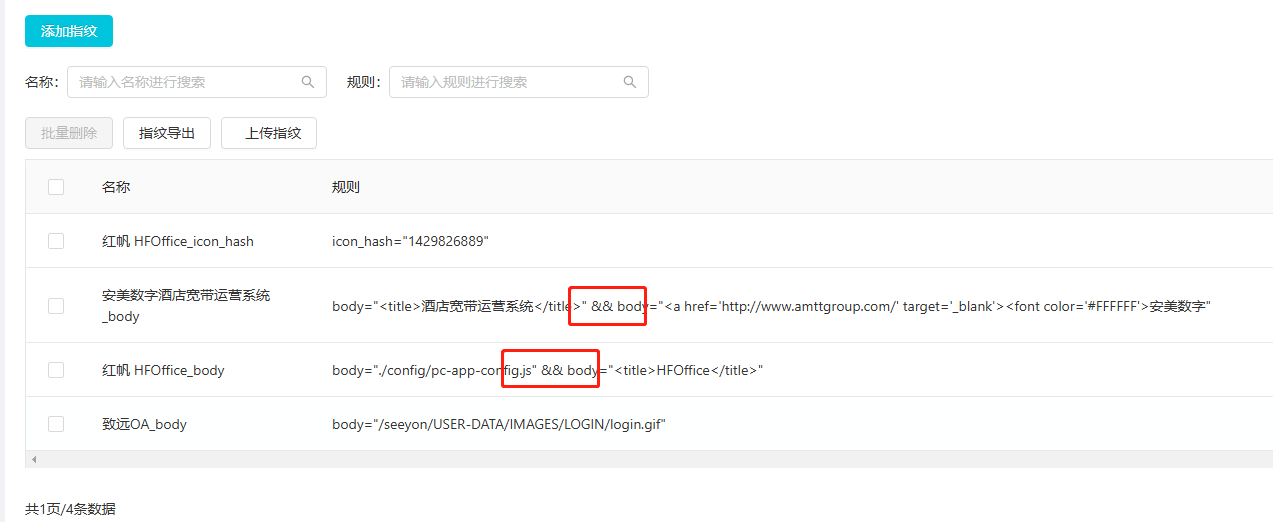 添加指纹
名称: 请输入名称进行搜索 规则: 请输入规则进行搜索
批量删除 指纹导出 上传指纹
名称 规则
红帆 HFOffice_icon_hash icon_hash="1429826889"
安美数字酒店宽带运营系统
_body
body="<title>酒店宽带运营系统</title>" && body="<a href='http://www.amttgroup.com/' target='_blank'><font color='#FFFFFF'>安美数字"
红帆 HFOffice_body body="./config/pc-app-config.js" && body="<title>HFOffice</title>"
致远OA_body body="/seeyon/USER-DATA/IMAGES/LOGIN/login.gif"
共1页/4条数据